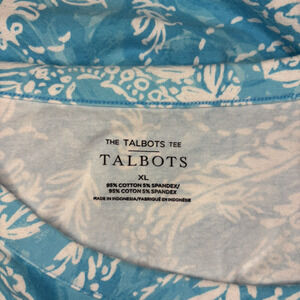 THE TALBOTS TEE
TALBOTS
XL
95% COTTON 5% SPANDEX/
95% COTON 5% SPANDEX
MADE IN INDONESIA/FABRIQUÉ EN INDONÉSIE